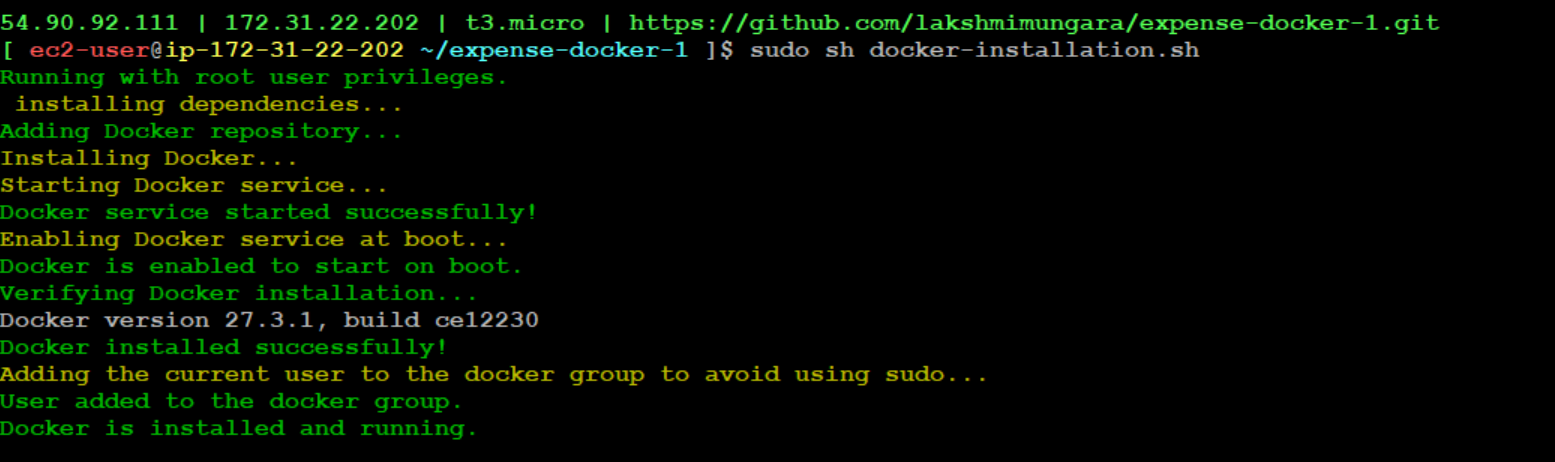 54.90.92.111 | 172.31.22.202 | t3.micro | https://github.com/lakshmimungara/expense-docker-1.git
[ ec2-user@ip-172-31-22-202 ~/expense-docker-1 ]$ sudo sh docker-installation.sh
Running with root user privileges.
 installing dependencies...
Adding Docker repository...
Installing Docker...
Starting Docker service...
Docker service started successfully!
Enabling Docker service at boot...
Docker is enabled to start on boot.
Verifying Docker installation...
Docker version 27.3.1, build ce12230
Docker installed successfully!
Adding the current user to the docker group to avoid using sudo...
User added to the docker group.
Docker is installed and running.